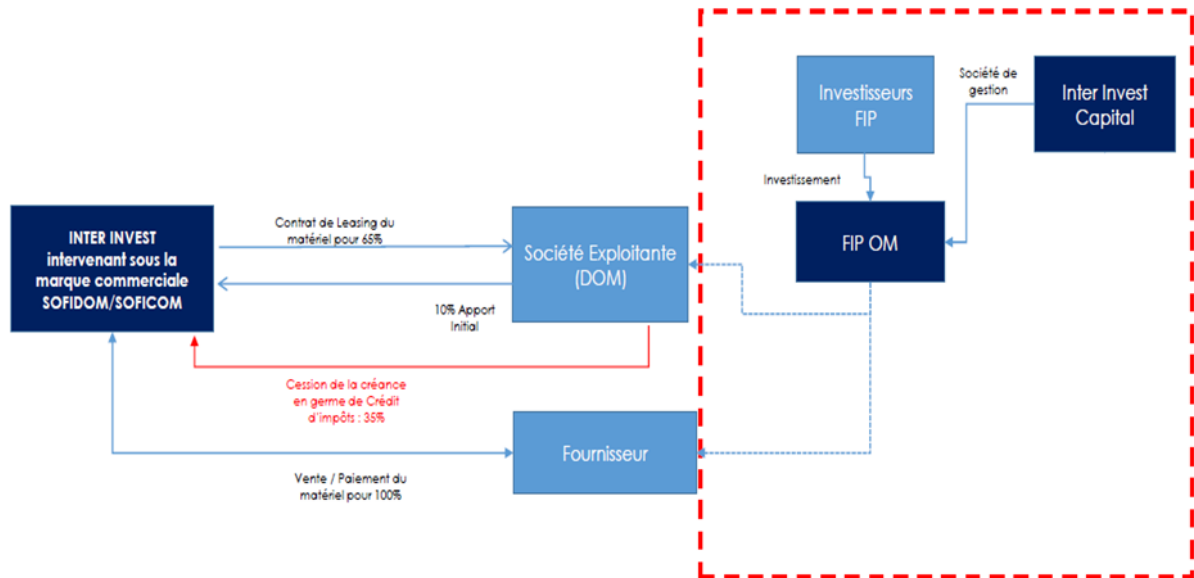 Investisseurs
FIP
Société de
gestion
Inter Invest
Capital
Investissement
FIP OM
INTER INVEST
intervenant sous la
marque commerciale
SOFIDOM/SOFICOM
Contrat de Leasing du
matériel pour 65%
Société Exploitante
(DOM)
10% Apport
Initial
Cession de la créance
en germe de Crédit
d'impôts : 35%
Fournisseur
Vente / Paiement du
matériel pour 100%